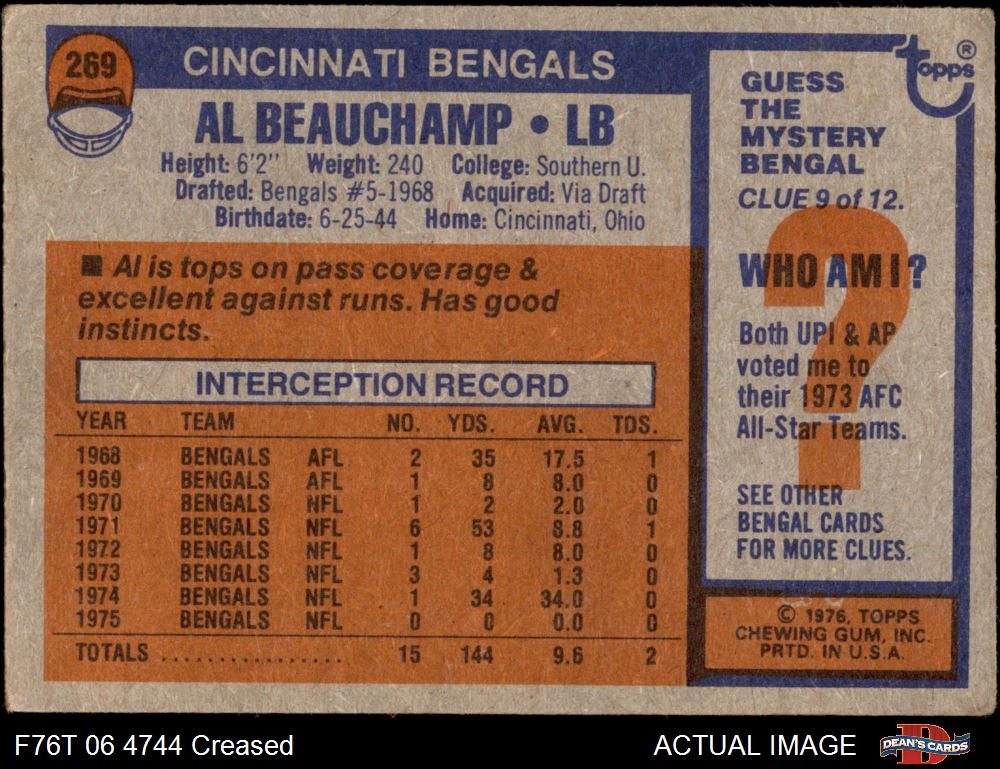 269
CINCINNATI BENGALS
AL BEAUCHAMP • LB
Height: 6'2" Weight: 240 College: Southern U.
Drafted: Bengals #5-1968 Acquired: Via Draft
Birthdate: 6-25-44 Home: Cincinnati, Ohio
■ Al is tops on pass coverage &
excellent against runs. Has good
instincts.
INTERCEPTION RECORD
YEAR TEAM NO. YDS. AVG. TDS.
1968 BENGALS AFL 2 35 17.5 1
1969 BENGALS AFL 1 8 8.0 0
1970 BENGALS NFL 1 2 2.0 0
1971 BENGALS NFL 6 53 8.8 1
1972 BENGALS NFL 1 8 8.0 0
1973 BENGALS NFL 3 4 1.3 0
1974 BENGALS NFL 1 34 34.0 0
1975 BENGALS NFL 0 0 0.0 0
TOTALS .................. 15 144 9.6 2
topps ®
GUESS
THE
MYSTERY
BENGAL
CLUE 9 of 12.
?
WHO AM I?
Both UPI & AP
voted me to
their 1973 AFC
All-Star Teams.
SEE OTHER
BENGAL CARDS
FOR MORE CLUES.
© 1976, TOPPS
CHEWING GUM, INC.
PRTD. IN U.S.A.
F76T 06 4744 Creased
ACTUAL IMAGE
DEAN'S CARDS